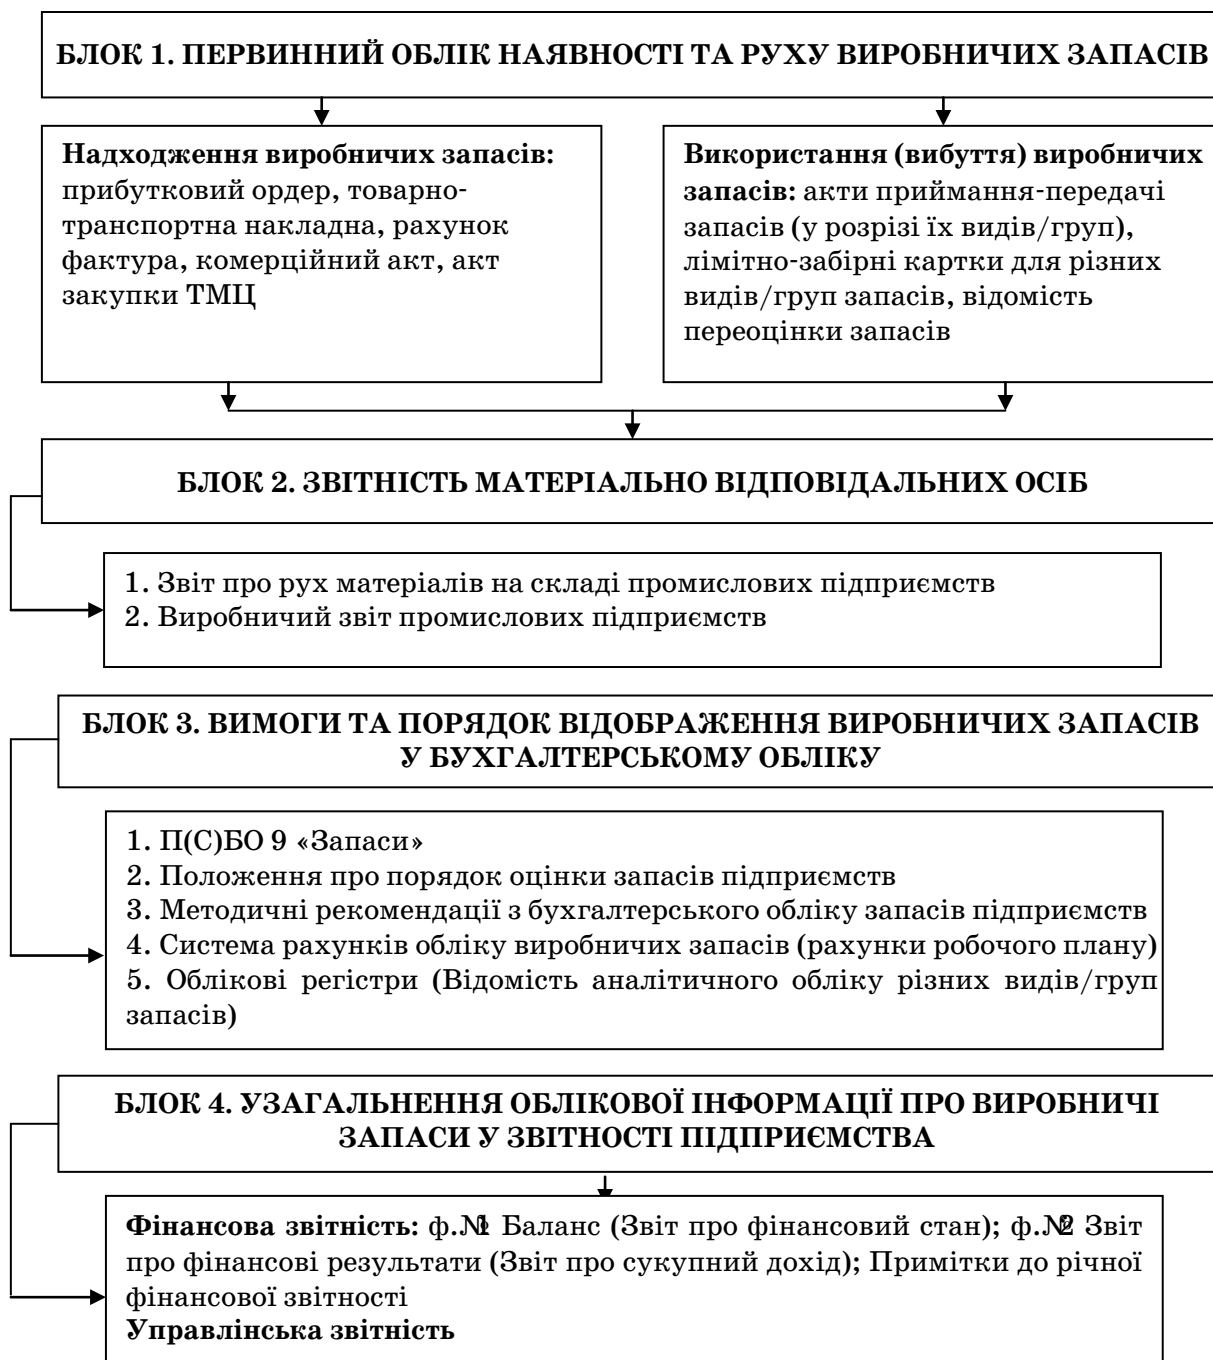 БЛОК 1. ПЕРВИННИЙ ОБЛІК НАЯВНОСТІ ТА РУХУ ВИРОБНИЧИХ ЗАПАСІВ
Надходження виробничих запасів:
прибутковий ордер, товарно-
транспортна накладна, рахунок
фактура, комерційний акт, акт
закупки ТМЦ
Використання (вибуття) виробничих
запасів: акти приймання-передачі
запасів (у розрізі їх видів/груп),
лімітно-забірні картки для різних
видів/груп запасів, відомість
переоцінки запасів
БЛОК 2. ЗВІТНІСТЬ МАТЕРІАЛЬНО ВІДПОВІДАЛЬНИХ ОСІБ
1. Звіт про рух матеріалів на складі промислових підприємств
2. Виробничий звіт промислових підприємств
БЛОК 3. ВИМОГИ ТА ПОРЯДОК ВІДОБРАЖЕННЯ ВИРОБНИЧИХ ЗАПАСІВ
У БУХГАЛТЕРСЬКОМУ ОБЛІКУ
1. П(С)БО 9 «Запаси»
2. Положення про порядок оцінки запасів підприємств
3. Методичні рекомендації з бухгалтерського обліку запасів підприємств
4. Система рахунків обліку виробничих запасів (рахунки робочого плану)
5. Облікові регістри (Відомість аналітичного обліку різних видів/груп
запасів)
БЛОК 4. УЗАГАЛЬНЕННЯ ОБЛІКОВОЇ ІНФОРМАЦІЇ ПРО ВИРОБНИЧІ
ЗАПАСИ У ЗВІТНОСТІ ПІДПРИЄМСТВА
Фінансова звітність: ф.№1 Баланс (Звіт про фінансовий стан); ф.№2 Звіт
про фінансові результати (Звіт про сукупний дохід); Примітки до річної
фінансової звітності
Управлінська звітність